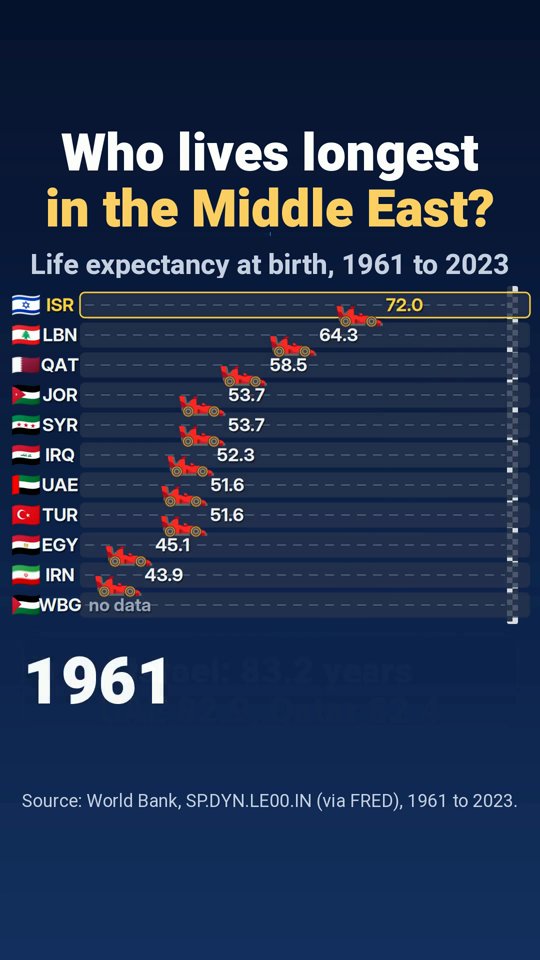 Who lives longest
in the Middle East?
Life expectancy at birth, 1961 to 2023
ISR 72.0
LBN 64.3
QAT 58.5
JOR 53.7
SYR 53.7
IRQ 52.3
UAE 51.6
TUR 51.6
EGY 45.1
IRN 43.9
WBG no data
1961
83.2 years
Source: World Bank, SP.DYN.LE00.IN (via FRED), 1961 to 2023.